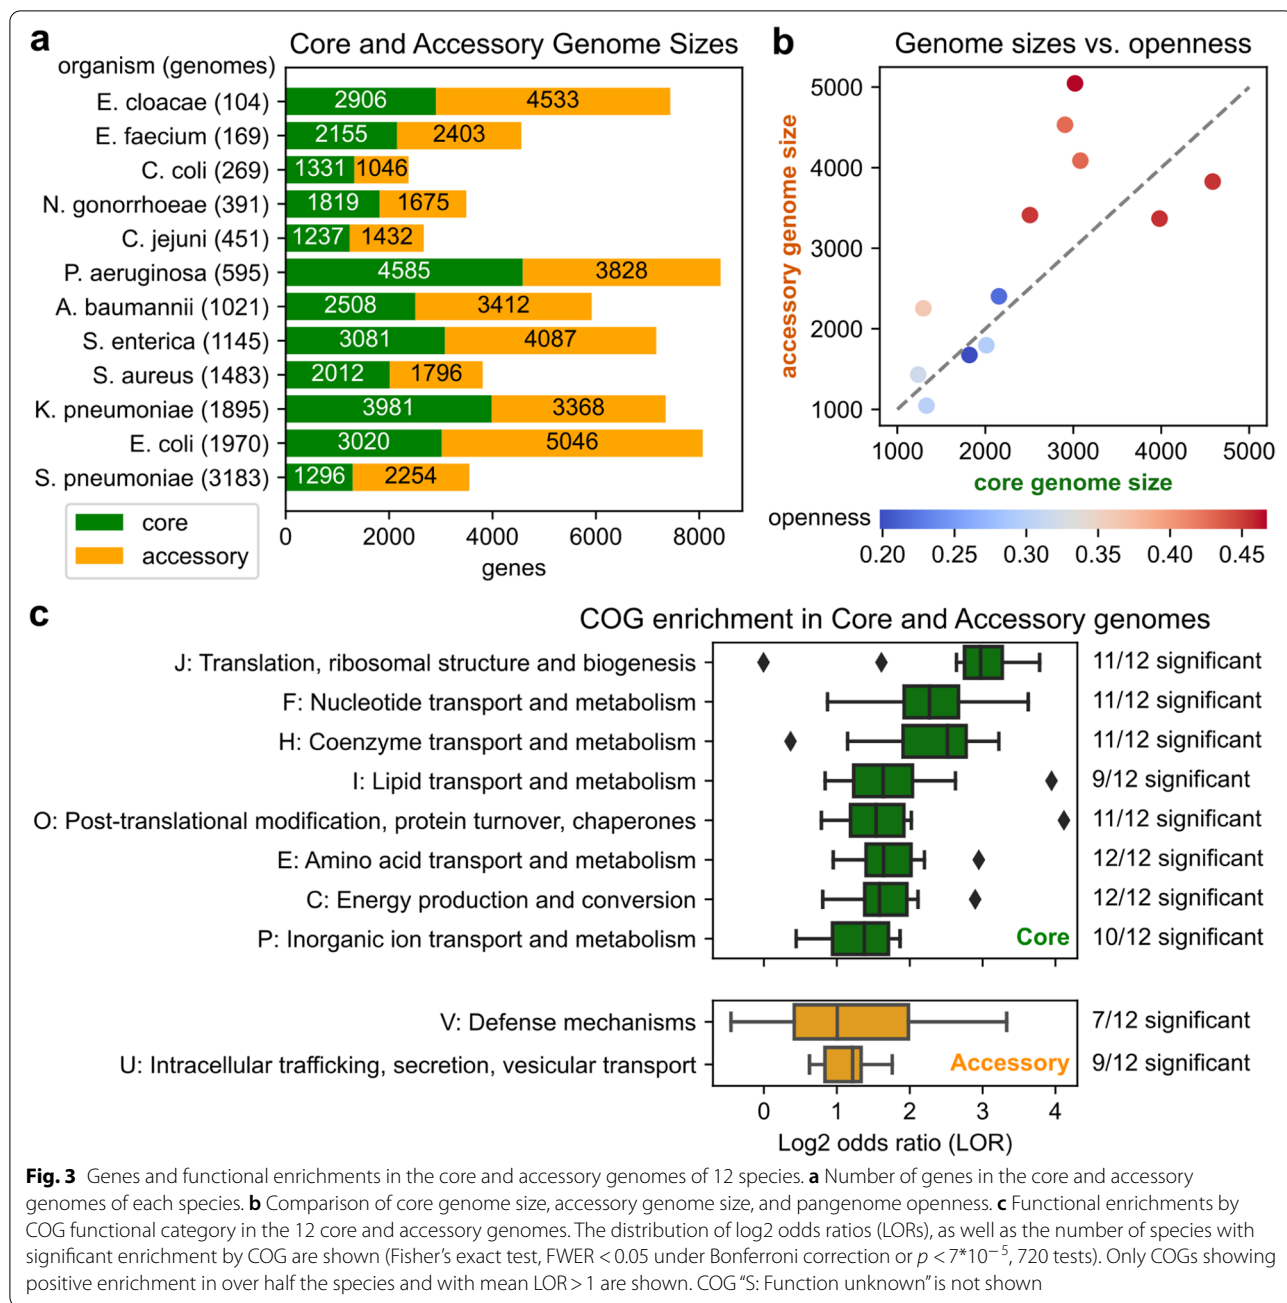 a
Core and Accessory Genome Sizes
organism (genomes)
E. cloacae (104) 2906 4533
E. faecium (169) 2155 2403
C. coli (269) 1331 1046
N. gonorrhoeae (391) 1819 1675
C. jejuni (451) 1237 1432
P. aeruginosa (595) 4585 3828
A. baumannii (1021) 2508 3412
S. enterica (1145) 3081 4087
S. aureus (1483) 2012 1796
K. pneumoniae (1895) 3981 3368
E. coli (1970) 3020 5046
S. pneumoniae (3183) 1296 2254
core
accessory
0 2000 4000 6000 8000
genes
b
Genome sizes vs. openness
accessory genome size
5000
4000
3000
2000
1000
1000 2000 3000 4000 5000
core genome size
openness
0.20 0.25 0.30 0.35 0.40 0.45
c
COG enrichment in Core and Accessory genomes
J: Translation, ribosomal structure and biogenesis 11/12 significant
F: Nucleotide transport and metabolism 11/12 significant
H: Coenzyme transport and metabolism 11/12 significant
I: Lipid transport and metabolism 9/12 significant
O: Post-translational modification, protein turnover, chaperones 11/12 significant
E: Amino acid transport and metabolism 12/12 significant
C: Energy production and conversion 12/12 significant
P: Inorganic ion transport and metabolism Core 10/12 significant
V: Defense mechanisms 7/12 significant
U: Intracellular trafficking, secretion, vesicular transport Accessory 9/12 significant
0 1 2 3 4
Log2 odds ratio (LOR)
Fig. 3 Genes and functional enrichments in the core and accessory genomes of 12 species. a Number of genes in the core and accessory
genomes of each species. b Comparison of core genome size, accessory genome size, and pangenome openness. c Functional enrichments by
COG functional category in the 12 core and accessory genomes. The distribution of log2 odds ratios (LORs), as well as the number of species with
significant enrichment by COG are shown (Fisher's exact test, FWER < 0.05 under Bonferroni correction or p < 7*10⁻⁵, 720 tests). Only COGs showing
positive enrichment in over half the species and with mean LOR > 1 are shown. COG "S: Function unknown" is not shown